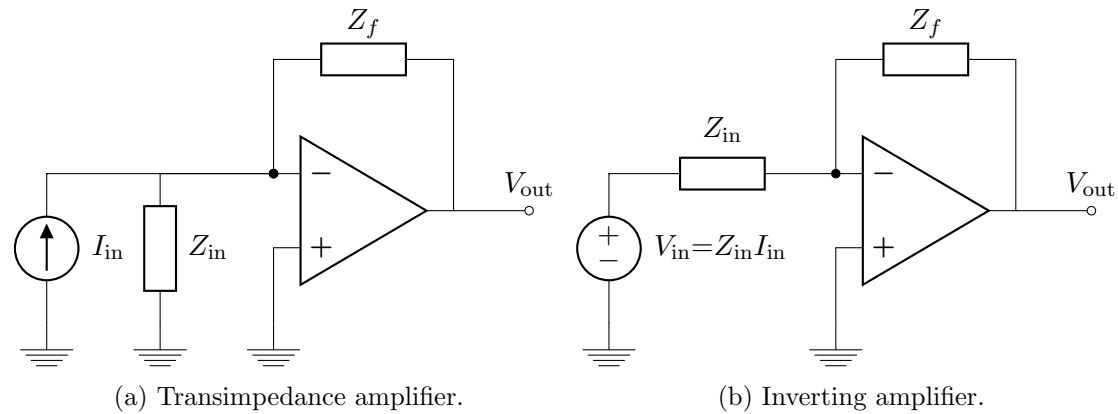 Z_f
Z_f
Z_in
V_out
V_out
I_in
Z_in
V_in=Z_in I_in
(a) Transimpedance amplifier.
(b) Inverting amplifier.